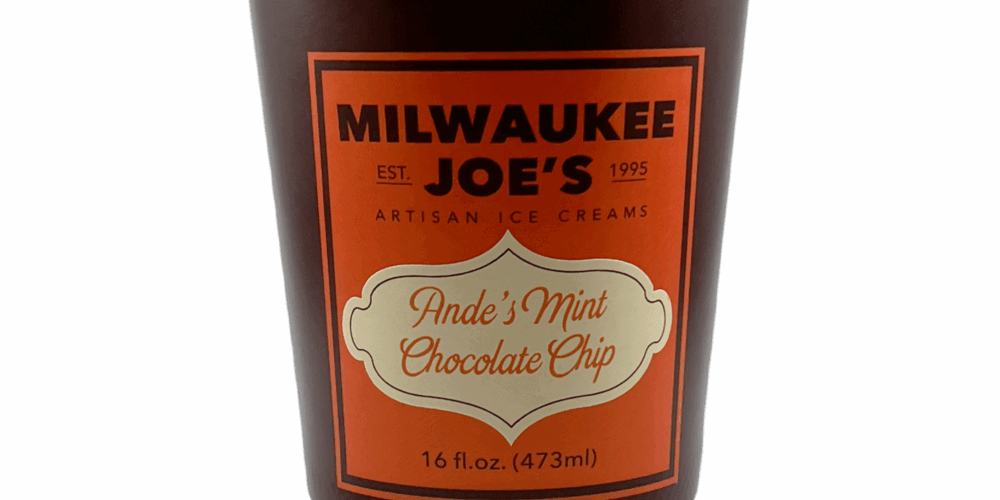 MILWAUKEE
EST. JOE'S 1995
ARTISAN ICE CREAMS
Ande's Mint
Chocolate Chip
16 fl.oz. (473ml)